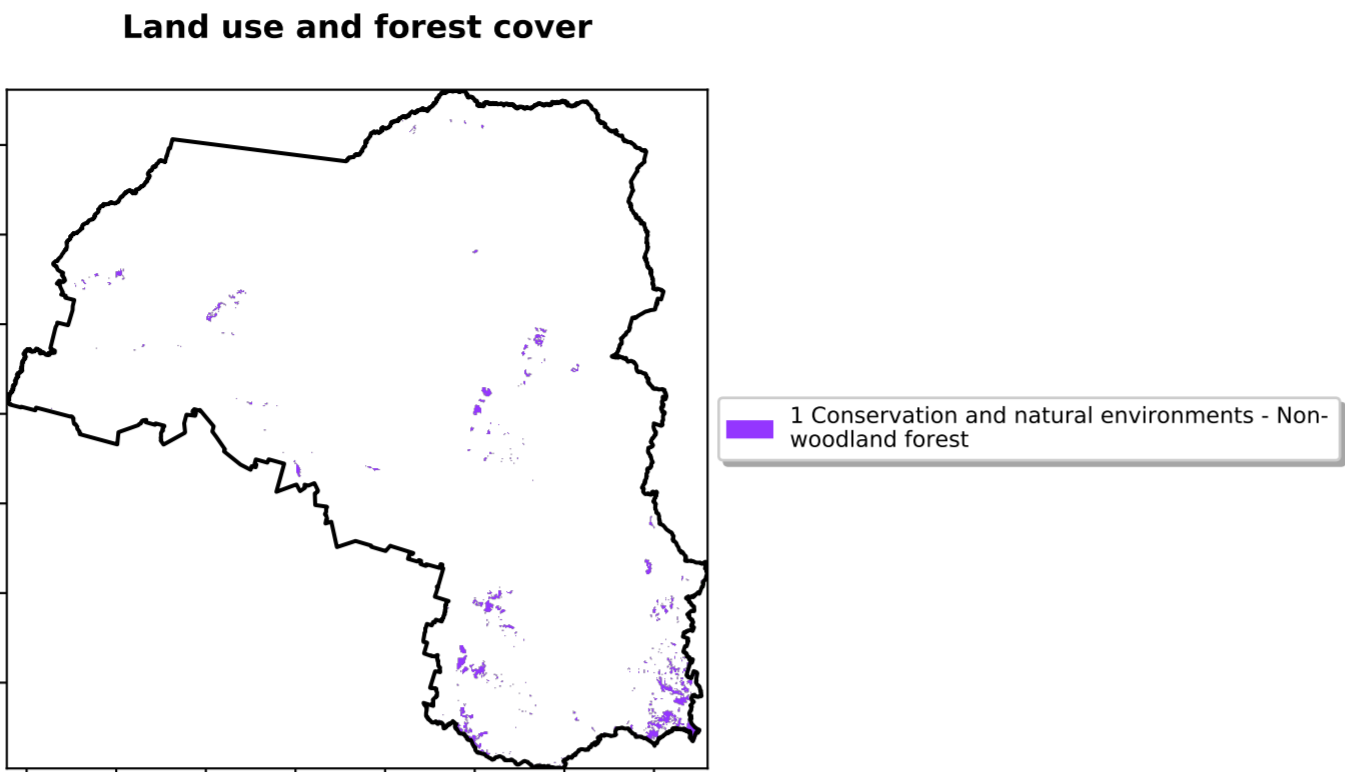 Land use and forest cover
1 Conservation and natural environments - Non-
woodland forest